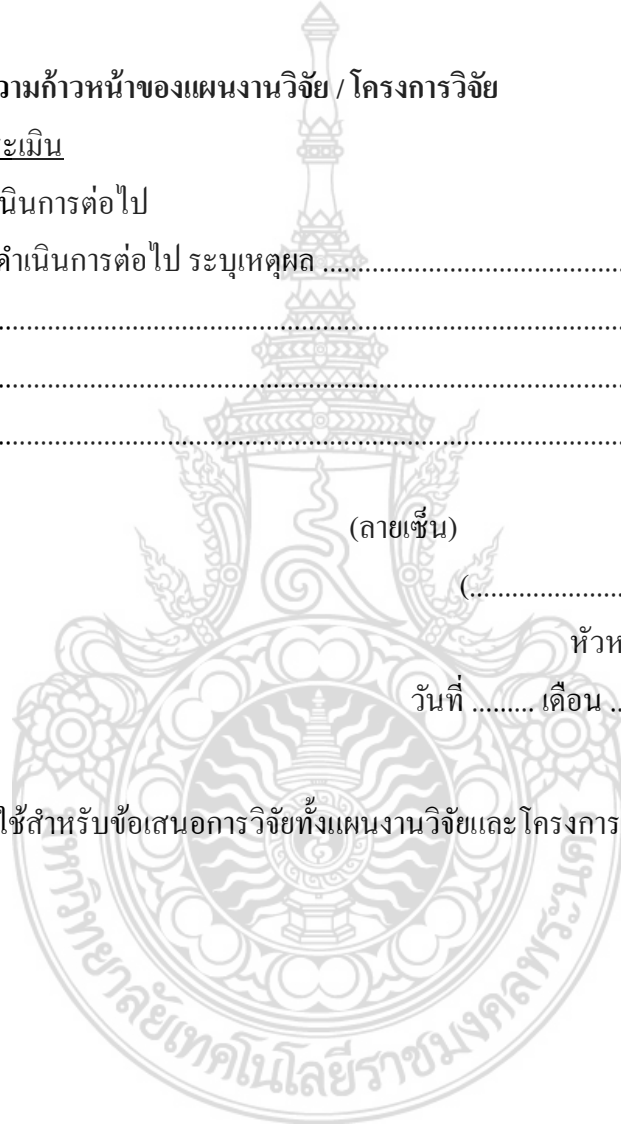 วามก้าวหน้าของแผนงานวิจัย / โครงการวิจัย
ระเมิน
นินการต่อไป
ดำเนินการต่อไป ระบุเหตุผล ........................................................................
..............................................................................................................
..............................................................................................................
..............................................................................................................
(ลายเซ็น)
(......................
หัวห
วันที่ ......... เดือน ..
ใช้สำหรับข้อเสนอการวิจัยทั้งแผนงานวิจัยและโครงการ
มหาวิทยาลัยเทคโนโลยีราชมงคลพระนคร